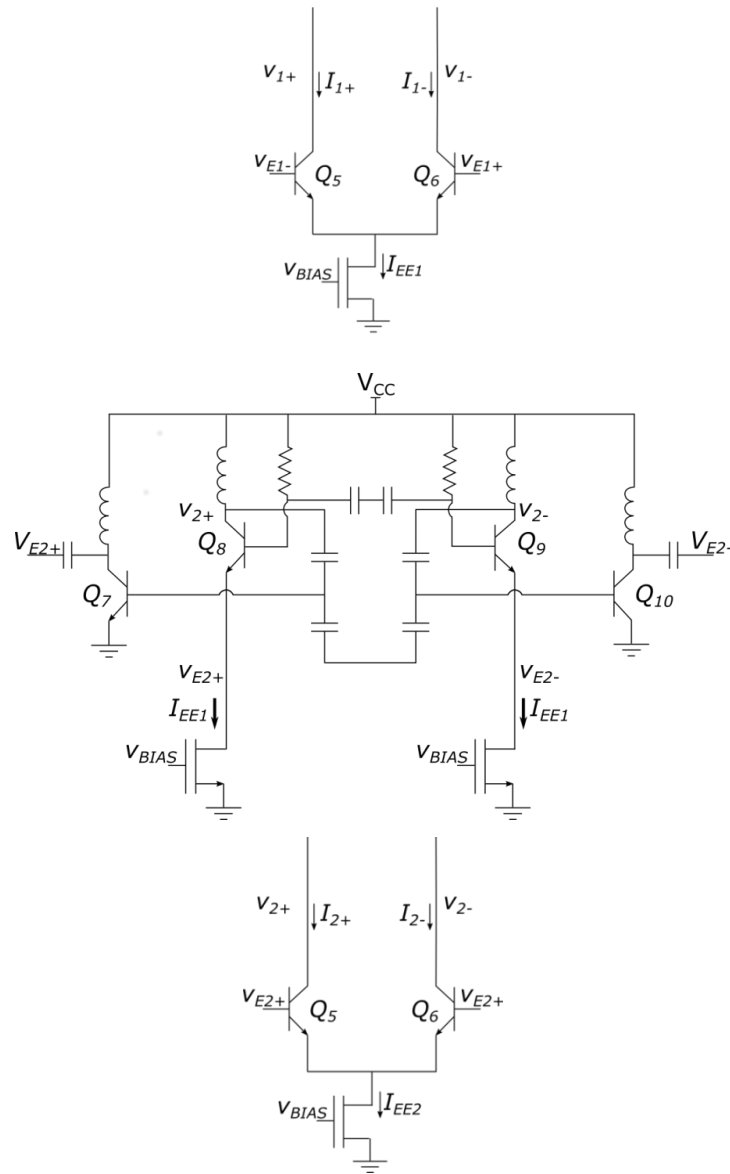 v1+ I1+ I1- v1-
vE1- Q5 Q6 vE1+
vBIAS IEE1
VCC
v2+ v2-
VE2+ Q8 Q9 VE2-
Q7 Q10
vE2+ vE2-
IEE1 IEE1
vBIAS vBIAS
v2+ I2+ I2- v2-
vE2+ Q5 Q6 vE2+
vBIAS IEE2